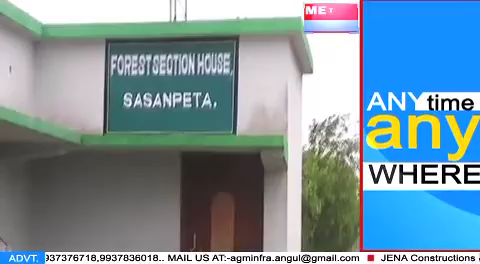 ME
FOREST SECTION HOUSE,
SASANPETA,
ANY time
any
WHERE
ADVT. 937376718,9937836018.. MAIL US AT:-agminfra.angul@gmail.com JENA Constructions &